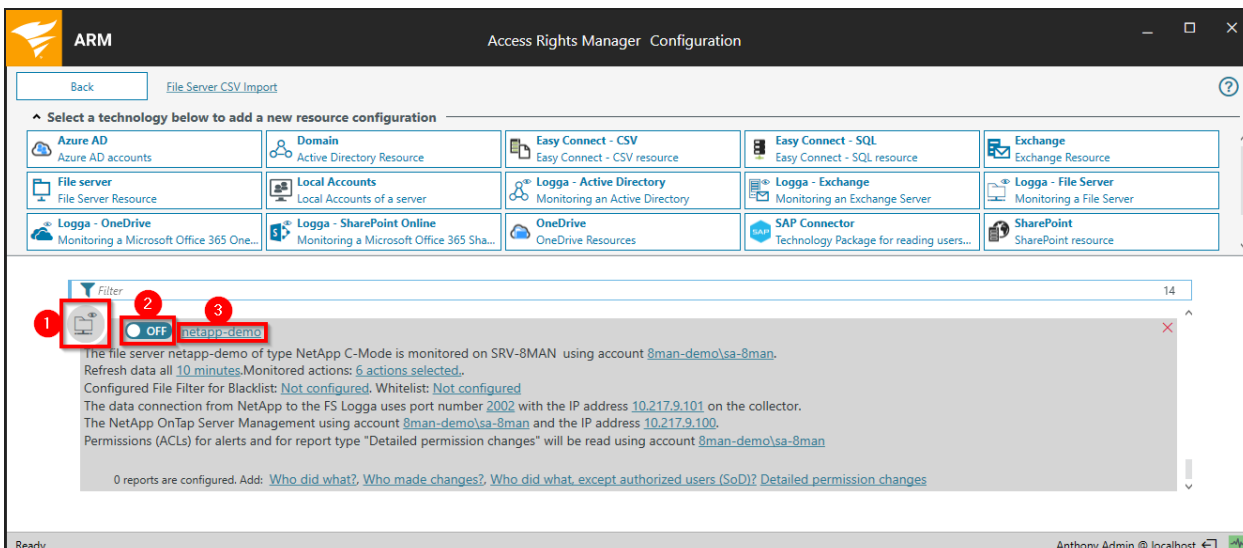 ARM
Access Rights Manager Configuration
Back
File Server CSV Import
Select a technology below to add a new resource configuration
Azure AD
Azure AD accounts
Domain
Active Directory Resource
Easy Connect - CSV
Easy Connect - CSV resource
Easy Connect - SQL
Easy Connect - SQL resource
Exchange
Exchange Resource
File server
File Server Resource
Local Accounts
Local Accounts of a server
Logga - Active Directory
Monitoring an Active Directory
Logga - Exchange
Monitoring an Exchange Server
Logga - File Server
Monitoring a File Server
Logga - OneDrive
Monitoring a Microsoft Office 365 One...
Logga - SharePoint Online
Monitoring a Microsoft Office 365 Sha...
OneDrive
OneDrive Resources
SAP
SAP Connector
Technology Package for reading users...
SharePoint
SharePoint resource
Filter
14
1
2
3
OFF
netapp-demo
The file server netapp-demo of type NetApp C-Mode is monitored on SRV-8MAN using account 8man-demo\sa-8man.
Refresh data all 10 minutes.Monitored actions: 6 actions selected..
Configured File Filter for Blacklist: Not configured. Whitelist: Not configured
The data connection from NetApp to the FS Logga uses port number 2002 with the IP address 10.217.9.101 on the collector.
The NetApp OnTap Server Management using account 8man-demo\sa-8man and the IP address 10.217.9.100.
Permissions (ACLs) for alerts and for report type "Detailed permission changes" will be read using account 8man-demo\sa-8man
0 reports are configured. Add: Who did what?, Who made changes?, Who did what, except authorized users (SoD)? Detailed permission changes
Ready
Anthony Admin @ localhost